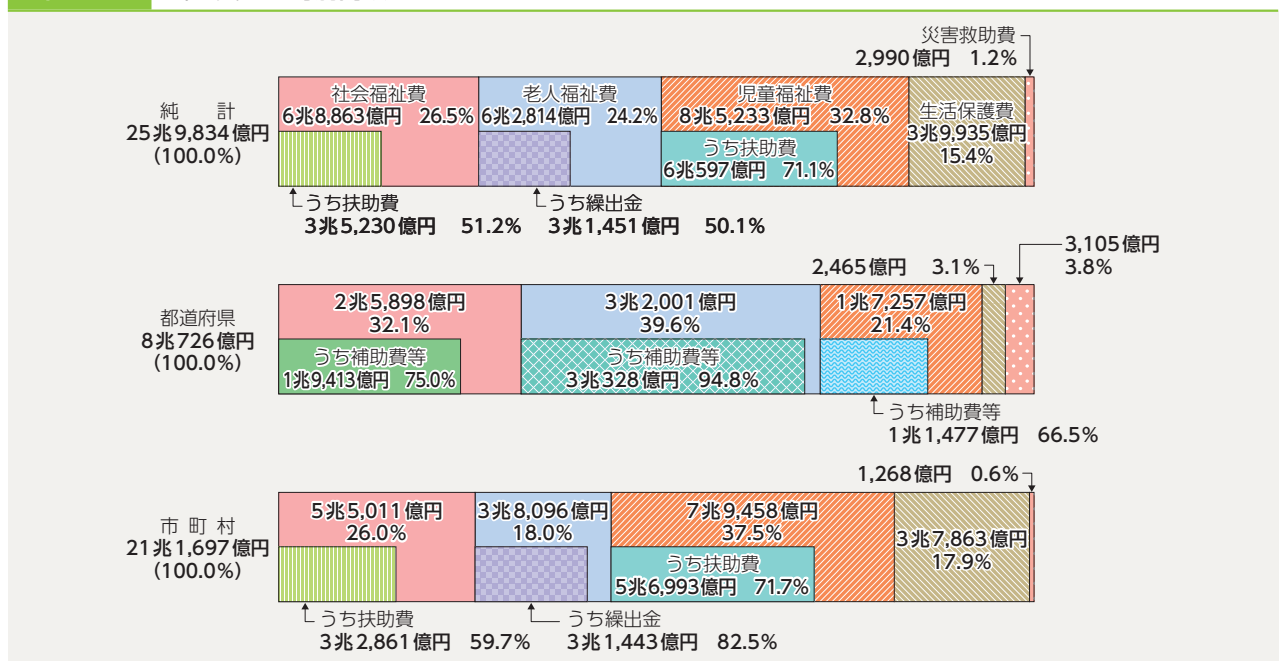 災害救助費
2,990億円 1.2%
純計
25兆9,834億円
(100.0%)
社会福祉費
6兆8,863億円 26.5%
老人福祉費
6兆2,814億円 24.2%
児童福祉費
8兆5,233億円 32.8%
生活保護費
3兆9,935億円
15.4%
うち扶助費
6兆597億円 71.1%
うち扶助費
3兆5,230億円 51.2%
うち繰出金
3兆1,451億円 50.1%
都道府県
8兆726億円
(100.0%)
2兆5,898億円
32.1%
3兆2,001億円
39.6%
1兆7,257億円
21.4%
2,465億円 3.1%
3,105億円
3.8%
うち補助費等
1兆9,413億円 75.0%
うち補助費等
3兆328億円 94.8%
うち補助費等
1兆1,477億円 66.5%
市町村
21兆1,697億円
(100.0%)
5兆5,011億円
26.0%
3兆8,096億円
18.0%
7兆9,458億円
37.5%
3兆7,863億円
17.9%
1,268億円 0.6%
うち扶助費
5兆6,993億円 71.7%
うち扶助費
3兆2,861億円 59.7%
うち繰出金
3兆1,443億円 82.5%